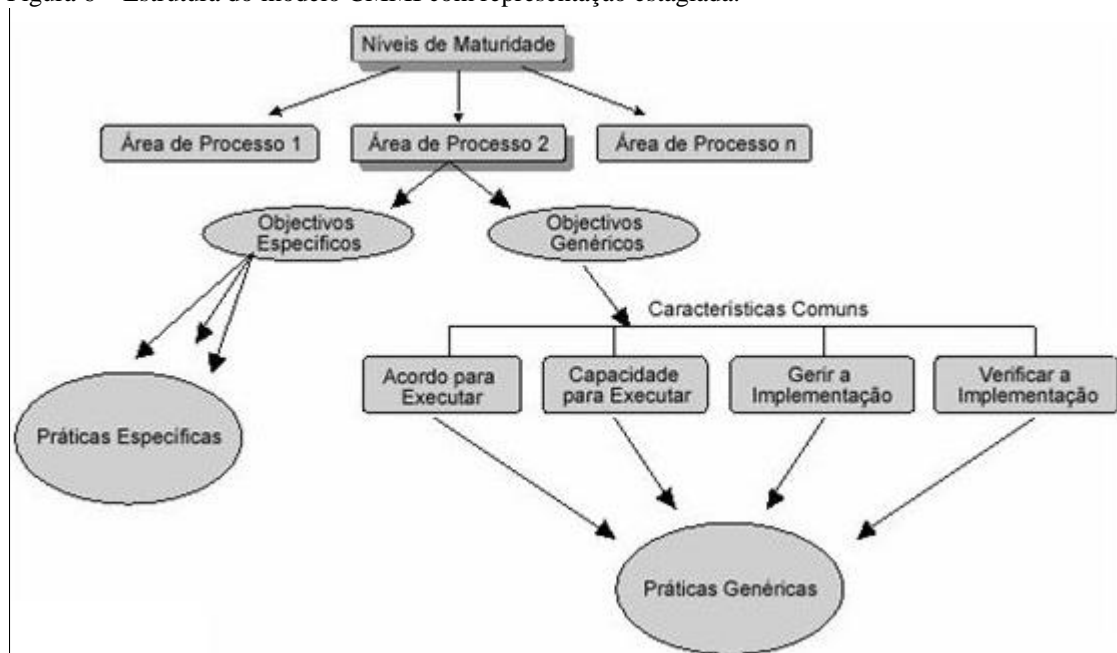 Figura 6 – Estrutura do modelo CMMI com representação estagiada.
Níveis de Maturidade
Área de Processo 1
Área de Processo 2
Área de Processo n
Objectivos
Específicos
Objectivos
Genéricos
Características Comuns
Acordo para
Executar
Capacidade
para Executar
Gerir a
Implementação
Verificar a
Implementação
Práticas Específicas
Práticas Genéricas